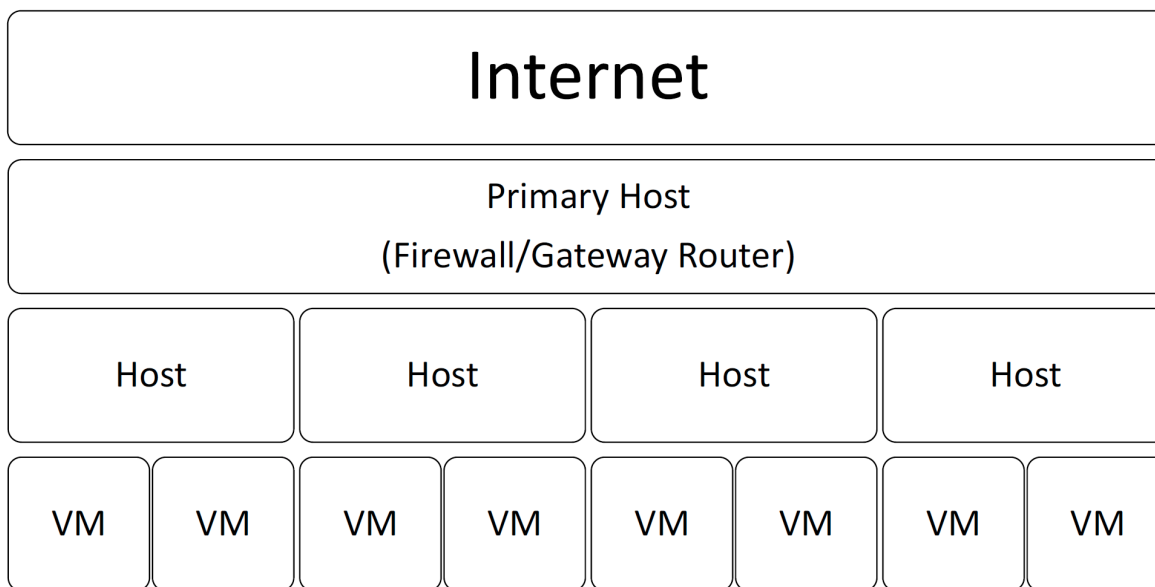 Internet
Primary Host
(Firewall/Gateway Router)
Host Host Host Host
VM VM VM VM VM VM VM VM